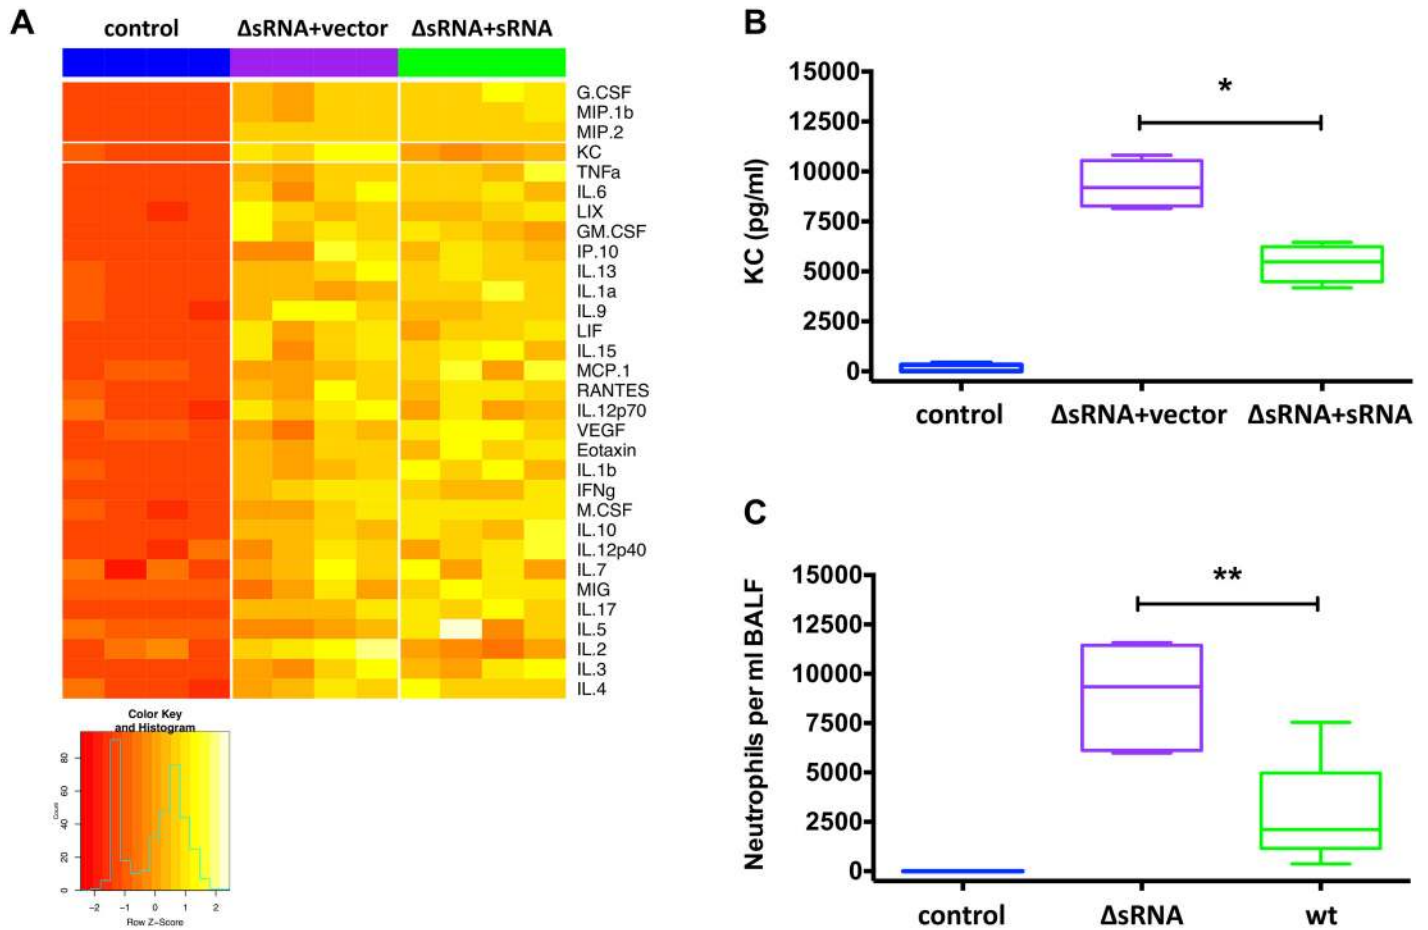 A
control ΔsRNA+vector ΔsRNA+sRNA
G.CSF
MIP.1b
MIP.2
KC
TNFa
IL.6
LIX
GM.CSF
IP.10
IL.13
IL.1a
IL.9
LIF
IL.15
MCP.1
RANTES
IL.12p70
VEGF
Eotaxin
IL.1b
IFNg
M.CSF
IL.10
IL.12p40
IL.7
MIG
IL.17
IL.5
IL.2
IL.3
IL.4
Color Key
and Histogram
Count
80
60
40
20
0
-2 -1 0 1 2
Row Z-Score
B
KC (pg/ml)
15000
12500
10000
7500
5000
2500
0
*
control ΔsRNA+vector ΔsRNA+sRNA
C
Neutrophils per ml BALF
15000
12500
10000
7500
5000
2500
0
**
control ΔsRNA wt